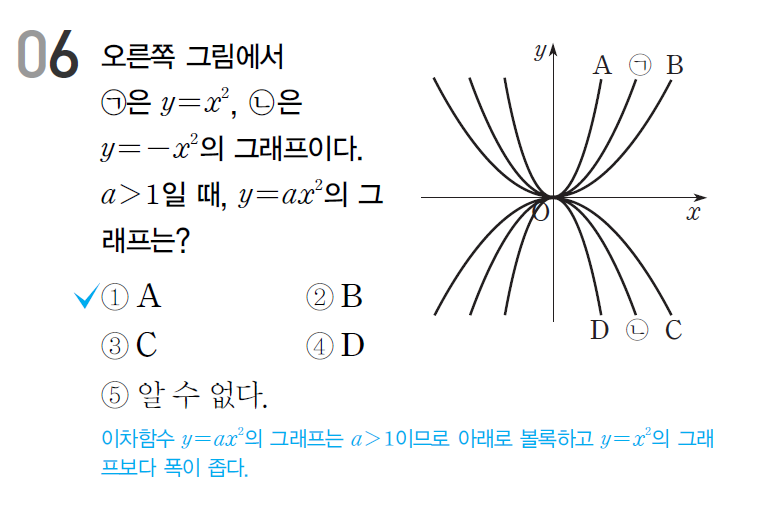 06
오른쪽 그림에서
㉠은 y=x², ㉡은
y=-x²의 그래프이다.
a>1일 때, y=ax²의 그
래프는?
① A ② B
③ C ④ D
⑤ 알 수 없다.
이차함수 y=ax²의 그래프는 a>1이므로 아래로 볼록하고 y=x²의 그래
프보다 폭이 좁다.
y A ㉠ B
O x
D ㉡ C